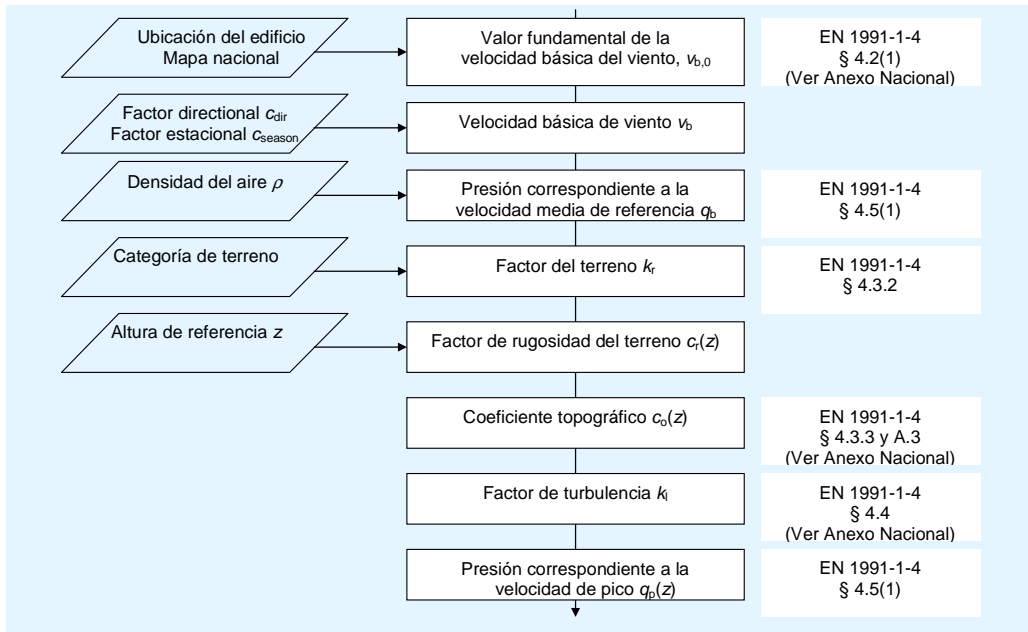 Ubicación del edificio
Mapa nacional
Valor fundamental de la
velocidad básica del viento, vb,0
EN 1991-1-4
§ 4.2(1)
(Ver Anexo Nacional)
Factor directional cdir
Factor estacional cseason
Velocidad básica de viento vb
Densidad del aire ρ
Presión correspondiente a la
velocidad media de referencia qb
EN 1991-1-4
§ 4.5(1)
Categoría de terreno
Factor del terreno kr
EN 1991-1-4
§ 4.3.2
Altura de referencia z
Factor de rugosidad del terreno cr(z)
Coeficiente topográfico co(z)
EN 1991-1-4
§ 4.3.3 y A.3
(Ver Anexo Nacional)
Factor de turbulencia kl
EN 1991-1-4
§ 4.4
(Ver Anexo Nacional)
Presión correspondiente a la
velocidad de pico qp(z)
EN 1991-1-4
§ 4.5(1)